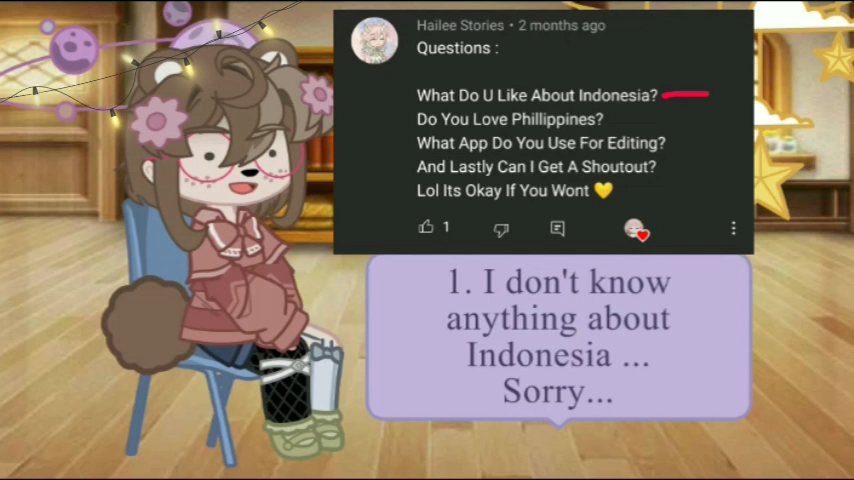 Hailee Stories • 2 months ago
Questions :
What Do U Like About Indonesia?
Do You Love Phillippines?
What App Do You Use For Editing?
And Lastly Can I Get A Shoutout?
Lol Its Okay If You Wont 💛
1
1. I don't know
anything about
Indonesia ...
Sorry...